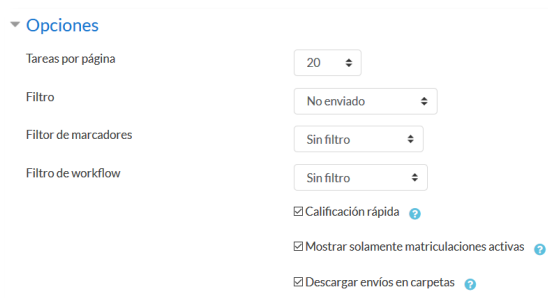 Opciones
Tareas por página 20
Filtro No enviado
Filtor de marcadores Sin filtro
Filtro de workflow Sin filtro
Calificación rápida
Mostrar solamente matriculaciones activas
Descargar envíos en carpetas